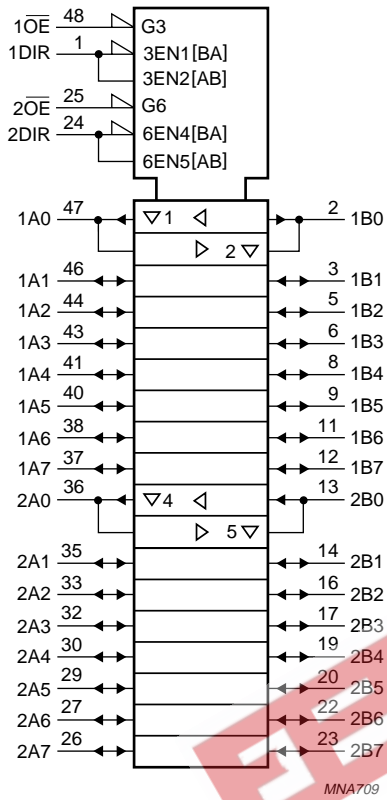 1O̅E̅ 48 G3
1DIR 1 3EN1[BA]
3EN2[AB]
2O̅E̅ 25 G6
2DIR 24 6EN4[BA]
6EN5[AB]
1A0 47 ▽1 ◁ 2 1B0
▷ 2▽
1A1 46 3 1B1
1A2 44 5 1B2
1A3 43 6 1B3
1A4 41 8 1B4
1A5 40 9 1B5
1A6 38 11 1B6
1A7 37 12 1B7
2A0 36 ▽4 ◁ 13 2B0
▷ 5▽
2A1 35 14 2B1
2A2 33 16 2B2
2A3 32 17 2B3
2A4 30 19 2B4
2A5 29 20 2B5
2A6 27 22 2B6
2A7 26 23 2B7
MNA709